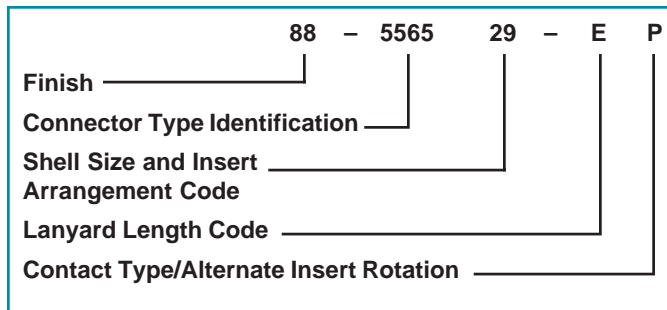 88 – 5565 29 – E P
Finish
Connector Type Identification
Shell Size and Insert
Arrangement Code
Lanyard Length Code
Contact Type/Alternate Insert Rotation